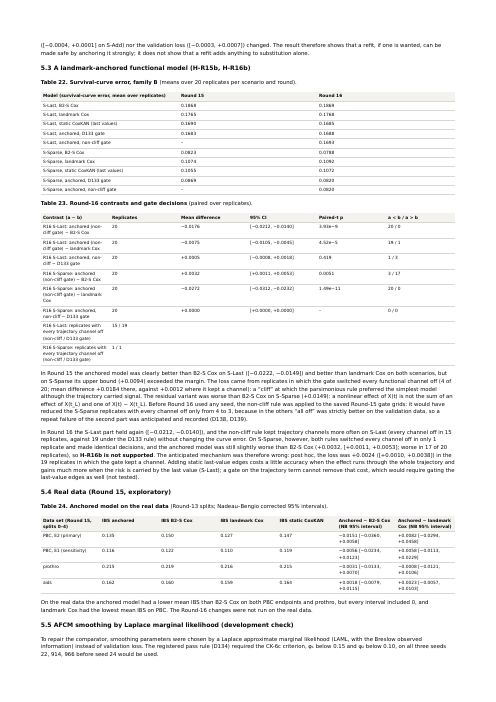 ([−0.0004, +0.0001] on S-Add) nor the validation loss ([−0.0003, +0.0007]) changed. The result therefore shows that a refit, if one is wanted, can be
made safe by anchoring it strongly; it does not show that a refit adds anything to substitution alone.
5.3 A landmark-anchored functional model (H-R15b, H-R16b)
Table 22. Survival-curve error, family B (means over 20 replicates per scenario and round).
Model (survival-curve error, mean over replicates) Round 15 Round 16
S-Last, B2-S Cox 0.1868 0.1869
S-Last, landmark Cox 0.1765 0.1768
S-Last, static CoxKAN (last values) 0.1690 0.1685
S-Last, anchored, D133 gate 0.1683 0.1688
S-Last, anchored, non-cliff gate – 0.1693
S-Sparse, B2-S Cox 0.0823 0.0788
S-Sparse, landmark Cox 0.1074 0.1092
S-Sparse, static CoxKAN (last values) 0.1055 0.1072
S-Sparse, anchored, D133 gate 0.0869 0.0820
S-Sparse, anchored, non-cliff gate – 0.0820
Table 23. Round-16 contrasts and gate decisions (paired over replicates).
Contrast (a − b) Replicates Mean difference 95% CI Paired-t p a < b / a > b
R16 S-Last: anchored (non-cliff gate) − B2-S Cox 20 −0.0176 [−0.0212, −0.0140] 3.93e−9 20 / 0
R16 S-Last: anchored (non-cliff gate) − landmark Cox 20 −0.0075 [−0.0105, −0.0045] 4.52e−5 19 / 1
R16 S-Last: anchored, non-cliff − D133 gate 20 +0.0005 [−0.0008, +0.0018] 0.419 1 / 3
R16 S-Sparse: anchored (non-cliff gate) − B2-S Cox 20 +0.0032 [+0.0011, +0.0053] 0.0051 3 / 17
R16 S-Sparse: anchored (non-cliff gate) − landmark Cox 20 −0.0272 [−0.0312, −0.0232] 1.49e−11 20 / 0
R16 S-Sparse: anchored, non-cliff − D133 gate 20 +0.0000 [+0.0000, +0.0000] – 0 / 0
R16 S-Last: replicates with every trajectory channel off (non-cliff / D133 gate) 15 / 19
R16 S-Sparse: replicates with every trajectory channel off (non-cliff / D133 gate) 1 / 1
In Round 15 the anchored model was clearly better than B2-S Cox on S-Last ([−0.0222, −0.0149]) and better than landmark Cox on both scenarios, but
on S-Sparse its upper bound (+0.0094) exceeded the margin. The loss came from replicates in which the gate switched every functional channel off (4 of
20; mean difference +0.0184 there, against +0.0012 where it kept a channel): a "cliff" at which the parsimonious rule preferred the simplest model
although the trajectory carried signal. The residual variant was worse than B2-S Cox on S-Sparse (+0.0149): a nonlinear effect of X(t) is not the sum of an
effect of X(t_L) and one of X(t) − X(t_L). Before Round 16 used any seed, the non-cliff rule was applied to the saved Round-15 gate grids: it would have
reduced the S-Sparse replicates with every channel off only from 4 to 3, because in the others "all off" was strictly better on the validation data, so a
repeat failure of the second part was anticipated and recorded (D138, D139).
In Round 16 the S-Last part held again ([−0.0212, −0.0140]), and the non-cliff rule kept trajectory channels more often on S-Last (every channel off in 15
replicates, against 19 under the D133 rule) without changing the curve error. On S-Sparse, however, both rules switched every channel off in only 1
replicate and made identical decisions, and the anchored model was still slightly worse than B2-S Cox (+0.0032, [+0.0011, +0.0053]; worse in 17 of 20
replicates), so H-R16b is not supported. The anticipated mechanism was therefore wrong: post hoc, the loss was +0.0024 ([+0.0010, +0.0038]) in the
19 replicates in which the gate kept a channel. Adding static last-value edges costs a little accuracy when the effect runs through the whole trajectory and
gains much more when the risk is carried by the last value (S-Last); a gate on the trajectory channels cannot remove that cost, which would require gating the
last-value edges as well (not tested).
5.4 Real data (Round 15, exploratory)
Table 24. Anchored model on the real data (Round-13 splits; Nadeau–Bengio corrected 95% intervals).
Data set (Round 15, splits 0–4) IBS anchored IBS B2-S Cox IBS landmark Cox IBS static CoxKAN Anchored − B2-S Cox (NB 95% interval) Anchored − landmark Cox (NB 95% interval)
PBC, E2 (primary) 0.135 0.150 0.127 0.147 −0.0151 [−0.0360, +0.0058] +0.0082 [−0.0294, +0.0458]
PBC, E1 (sensitivity) 0.116 0.122 0.110 0.119 −0.0056 [−0.0234, +0.0123] −0.0058 [−0.0113, +0.0229]
prothro 0.215 0.219 0.216 0.215 −0.0031 [−0.0133, +0.0070] −0.0008 [−0.0121, +0.0106]
aids 0.162 0.160 0.159 0.164 +0.0018 [−0.0079, +0.0115] +0.0023 [−0.0057, +0.0103]
On the real data the anchored model had a lower mean IBS than B2-S Cox on both PBC endpoints and prothro, but every interval included 0, and
landmark Cox had the lowest mean IBS on PBC. The Round-16 changes were not run on the real data.
5.5 AFCM smoothing by Laplace marginal likelihood (development check)
To repair the comparator, smoothing parameters were chosen by a Laplace approximate marginal likelihood (LAML, with the Breslow observed
information) instead of validation loss. The registered pass rule (D134) required the CK-6c criterion, below 0.15 and below 0.10, on all three seeds
22, 914, 966 before seed 24 would be used.